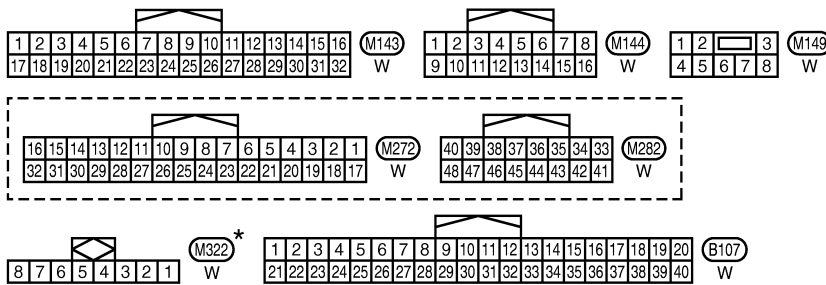 1 2 3 4 5 6 7 8 9 10 11 12 13 14 15 16 M143
17 18 19 20 21 22 23 24 25 26 27 28 29 30 31 32 W
1 2 3 4 5 6 7 8 M144
9 10 11 12 13 14 15 16 W
1 2 3 M149
4 5 6 7 8 W
16 15 14 13 12 11 10 9 8 7 6 5 4 3 2 1 M272
32 31 30 29 28 27 26 25 24 23 22 21 20 19 18 17 W
40 39 38 37 36 35 34 33 M282
48 47 46 45 44 43 42 41 W
M322 *
8 7 6 5 4 3 2 1 W
1 2 3 4 5 6 7 8 9 10 11 12 13 14 15 16 17 18 19 20 B107
21 22 23 24 25 26 27 28 29 30 31 32 33 34 35 36 37 38 39 40 W